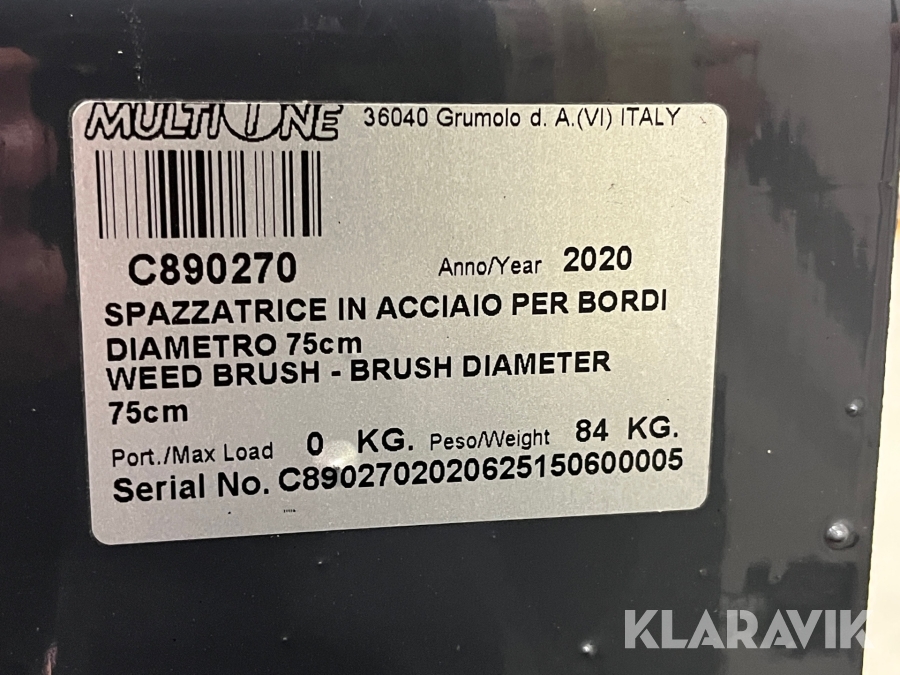 MULTIONE 36040 Grumolo d. A.(VI) ITALY
C890270 Anno/Year 2020
SPAZZATRICE IN ACCIAIO PER BORDI
DIAMETRO 75cm
WEED BRUSH - BRUSH DIAMETER
75cm
Port./Max Load 0 KG. Peso/Weight 84 KG.
Serial No. C8902702020625150600005
KLARAVIK